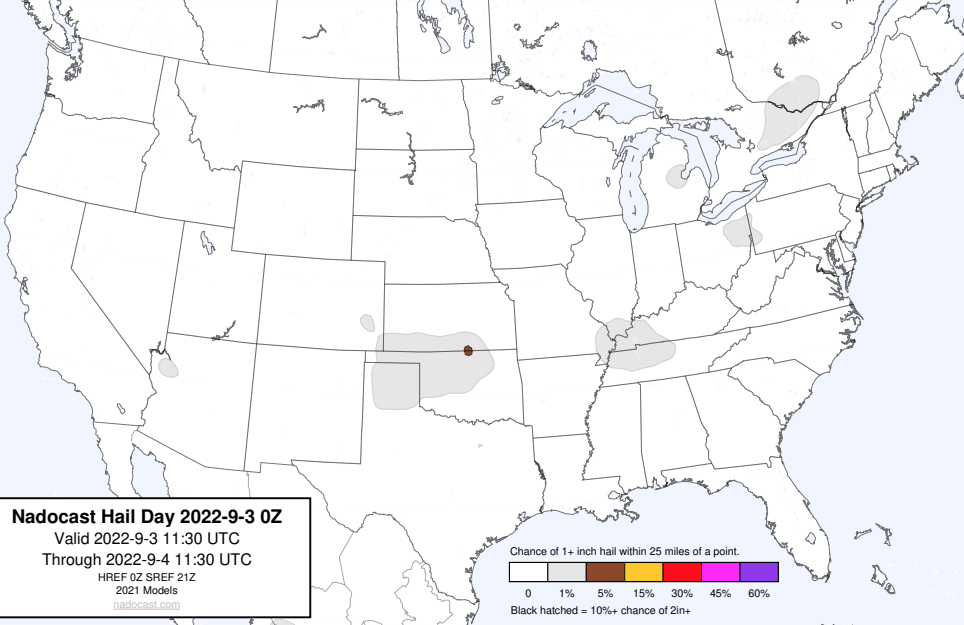 Nadocast Hail Day 2022-9-3 0Z
Valid 2022-9-3 11:30 UTC
Through 2022-9-4 11:30 UTC
HREF 0Z SREF 21Z
2021 Models
nadocast.com
Chance of 1+ inch hail within 25 miles of a point.
0 1% 5% 15% 30% 45% 60%
Black hatched = 10%+ chance of 2in+